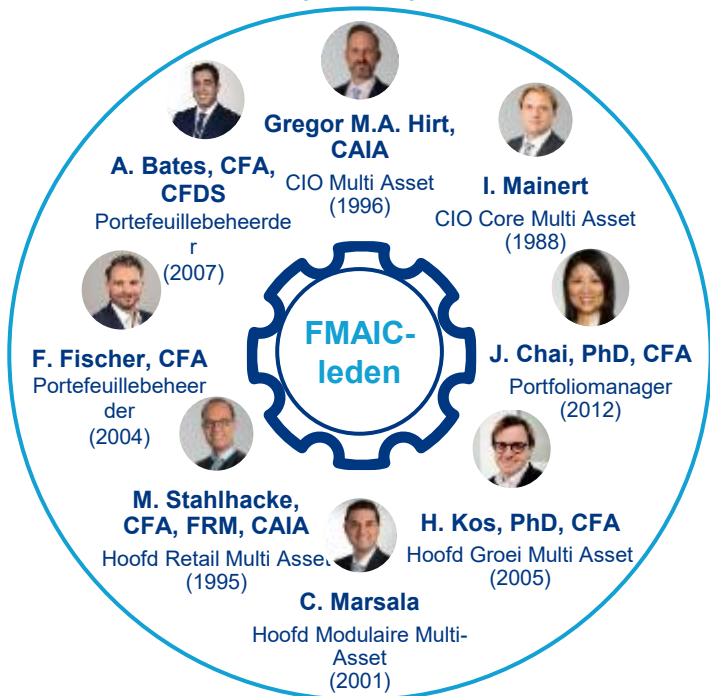 Gregor M.A. Hirt,
CAIA
CIO Multi Asset
(1996)
A. Bates, CFA,
CFDS
Portefeuillebeheerde
r
(2007)
I. Mainert
CIO Core Multi Asset
(1988)
FMAIC-
leden
F. Fischer, CFA
Portefeuillebeheer
der
(2004)
J. Chai, PhD, CFA
Portfoliomanager
(2012)
M. Stahlhacke,
CFA, FRM, CAIA
Hoofd Retail Multi Asset
(1995)
H. Kos, PhD, CFA
Hoofd Groei Multi Asset
(2005)
C. Marsala
Hoofd Modulaire Multi-
Asset
(2001)